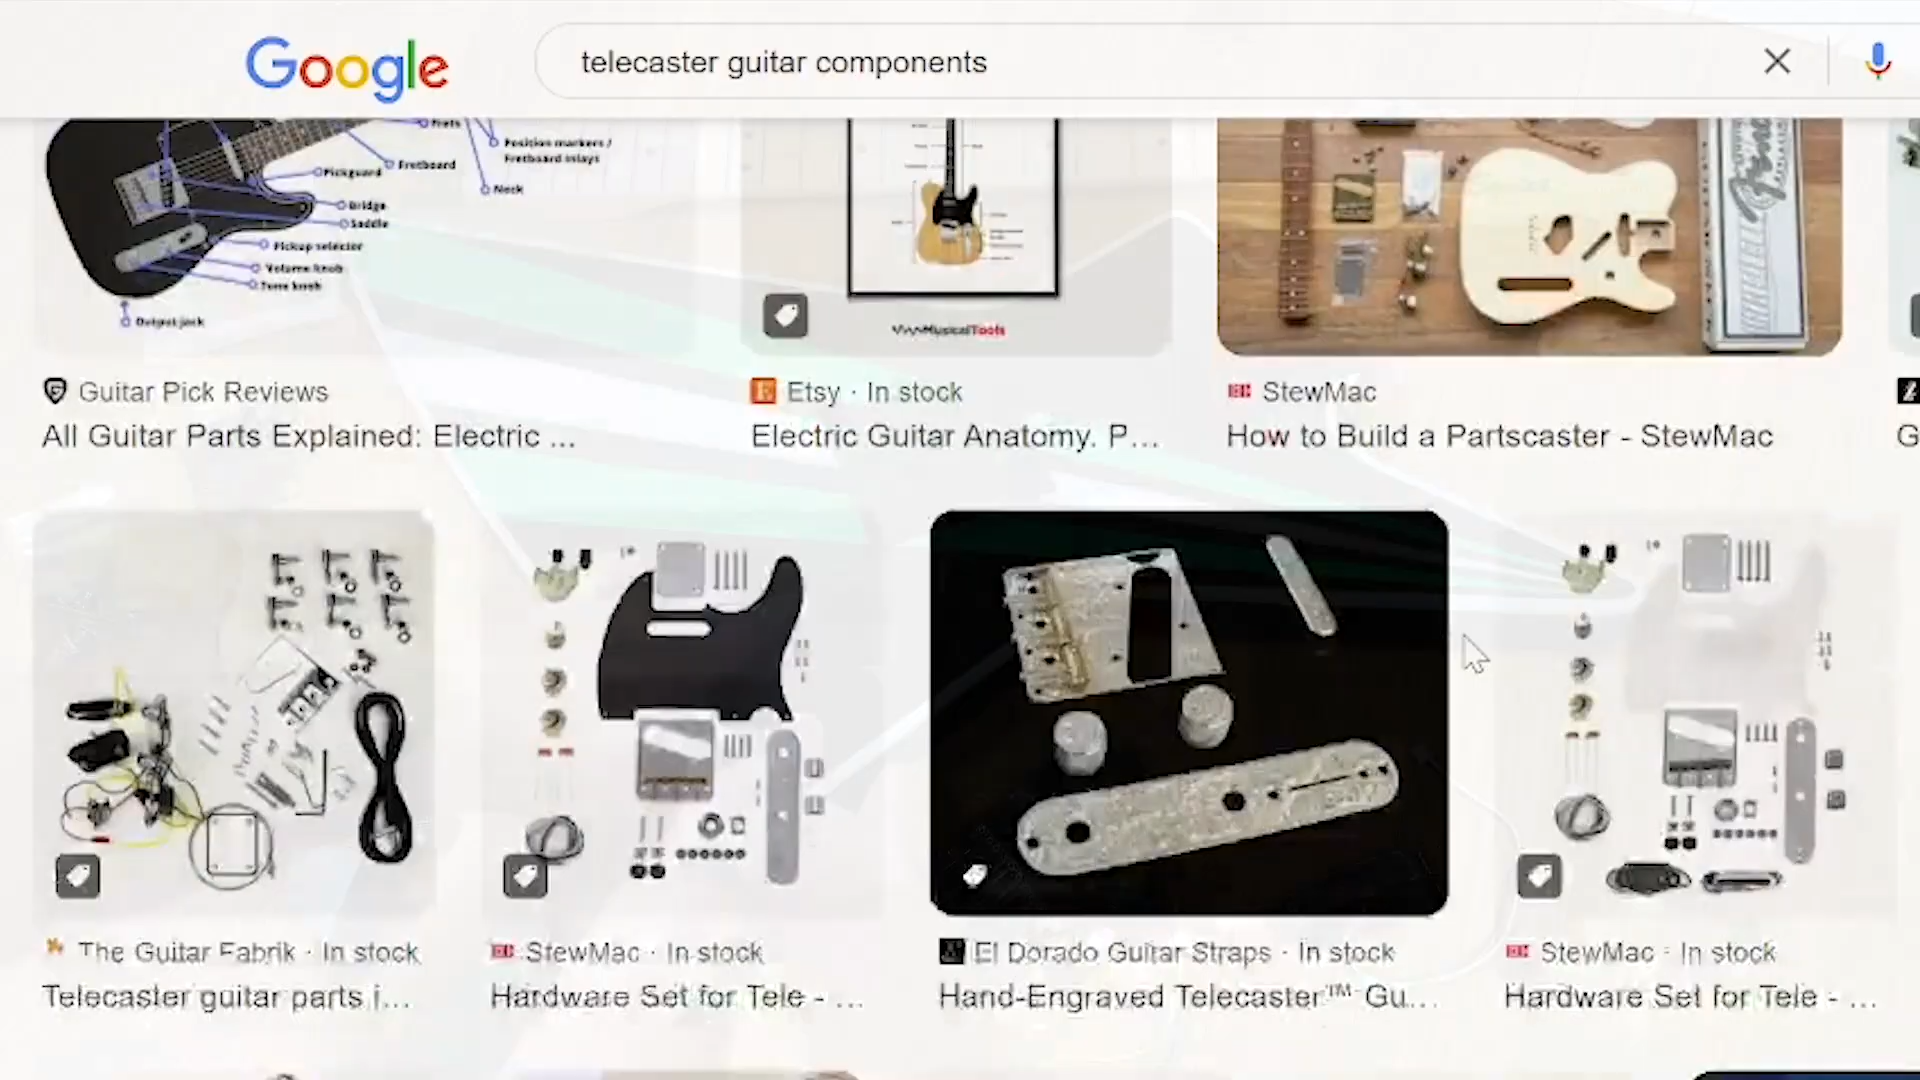 Google
telecaster guitar components
Frets
Position markers /
Fretboard inlays
Fretboard
Pickguard
Neck
Bridge
Saddle
Pickup selector
Volume knob
Tone knob
Output jack
MusicalTools
Fender
Guitar Pick Reviews
Etsy · In stock
StewMac
All Guitar Parts Explained: Electric ...
Electric Guitar Anatomy. P...
How to Build a Partscaster - StewMac
G
The Guitar Fabrik · In stock
StewMac · In stock
El Dorado Guitar Straps · In stock
StewMac · In stock
Telecaster guitar parts i...
Hardware Set for Tele - ...
Hand-Engraved Telecaster™ Gu...
Hardware Set for Tele - ...